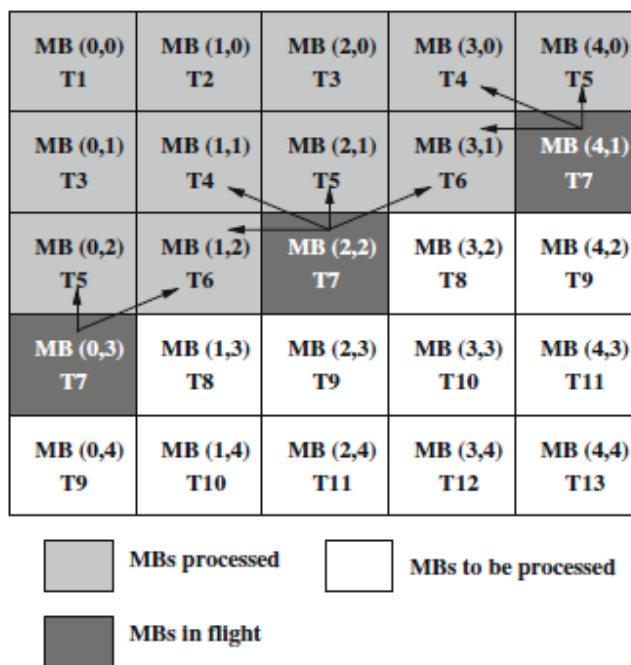 MB (0,0) MB (1,0) MB (2,0) MB (3,0) MB (4,0)
T1 T2 T3 T4 T5
MB (0,1) MB (1,1) MB (2,1) MB (3,1) MB (4,1)
T3 T4 T5 T6 T7
MB (0,2) MB (1,2) MB (2,2) MB (3,2) MB (4,2)
T5 T6 T7 T8 T9
MB (0,3) MB (1,3) MB (2,3) MB (3,3) MB (4,3)
T7 T8 T9 T10 T11
MB (0,4) MB (1,4) MB (2,4) MB (3,4) MB (4,4)
T9 T10 T11 T12 T13
MBs processed MBs to be processed
MBs in flight